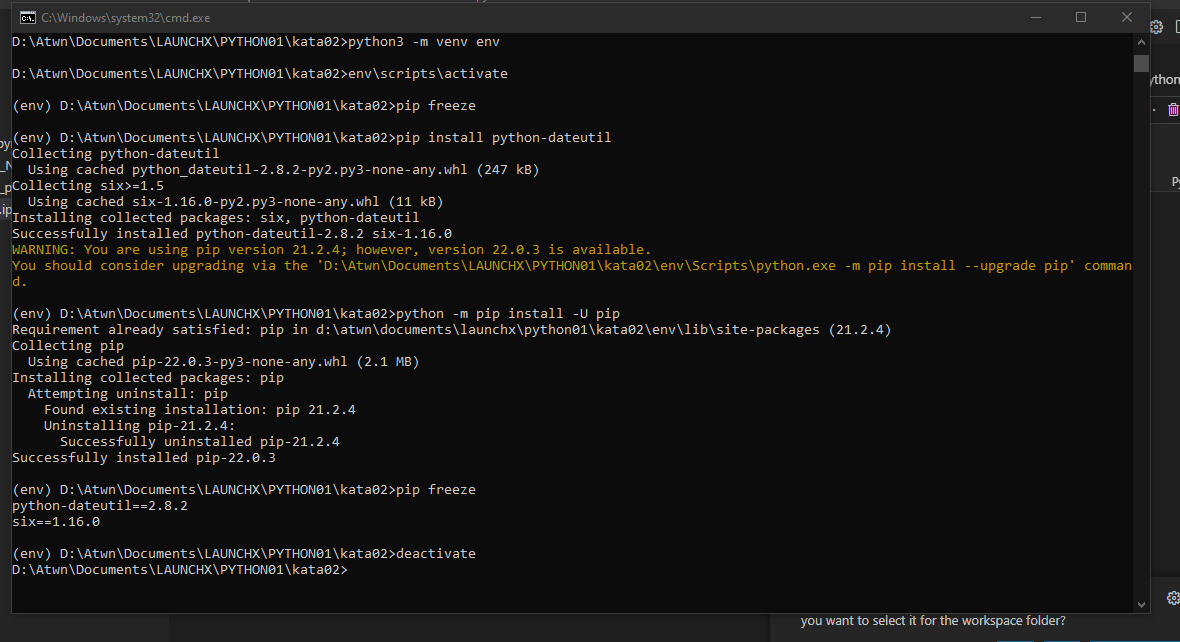 C:\Windows\system32\cmd.exe
D:\Atwn\Documents\LAUNCHX\PYTHON01\kata02>python3 -m venv env
D:\Atwn\Documents\LAUNCHX\PYTHON01\kata02>env\scripts\activate
(env) D:\Atwn\Documents\LAUNCHX\PYTHON01\kata02>pip freeze
(env) D:\Atwn\Documents\LAUNCHX\PYTHON01\kata02>pip install python-dateutil
Collecting python-dateutil
  Using cached python_dateutil-2.8.2-py2.py3-none-any.whl (247 kB)
Collecting six>=1.5
  Using cached six-1.16.0-py2.py3-none-any.whl (11 kB)
Installing collected packages: six, python-dateutil
Successfully installed python-dateutil-2.8.2 six-1.16.0
WARNING: You are using pip version 21.2.4; however, version 22.0.3 is available.
You should consider upgrading via the 'D:\Atwn\Documents\LAUNCHX\PYTHON01\kata02\env\Scripts\python.exe -m pip install --upgrade pip' comman
d.
(env) D:\Atwn\Documents\LAUNCHX\PYTHON01\kata02>python -m pip install -U pip
Requirement already satisfied: pip in d:\atwn\documents\launchx\python01\kata02\env\lib\site-packages (21.2.4)
Collecting pip
  Using cached pip-22.0.3-py3-none-any.whl (2.1 MB)
Installing collected packages: pip
  Attempting uninstall: pip
    Found existing installation: pip 21.2.4
    Uninstalling pip-21.2.4:
      Successfully uninstalled pip-21.2.4
Successfully installed pip-22.0.3
(env) D:\Atwn\Documents\LAUNCHX\PYTHON01\kata02>pip freeze
python-dateutil==2.8.2
six==1.16.0
(env) D:\Atwn\Documents\LAUNCHX\PYTHON01\kata02>deactivate
D:\Atwn\Documents\LAUNCHX\PYTHON01\kata02>
ython
you want to select it for the workspace folder?